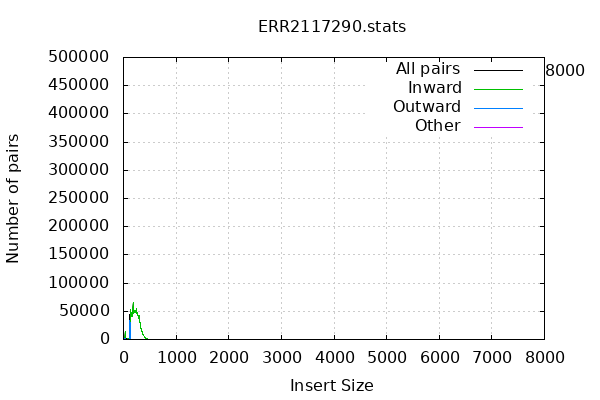 ERR2117290.stats
500000
450000
400000
350000
300000
250000
200000
150000
100000
50000
0
Number of pairs
All pairs
Inward
Outward
Other
8000
0 1000 2000 3000 4000 5000 6000 7000 8000
Insert Size